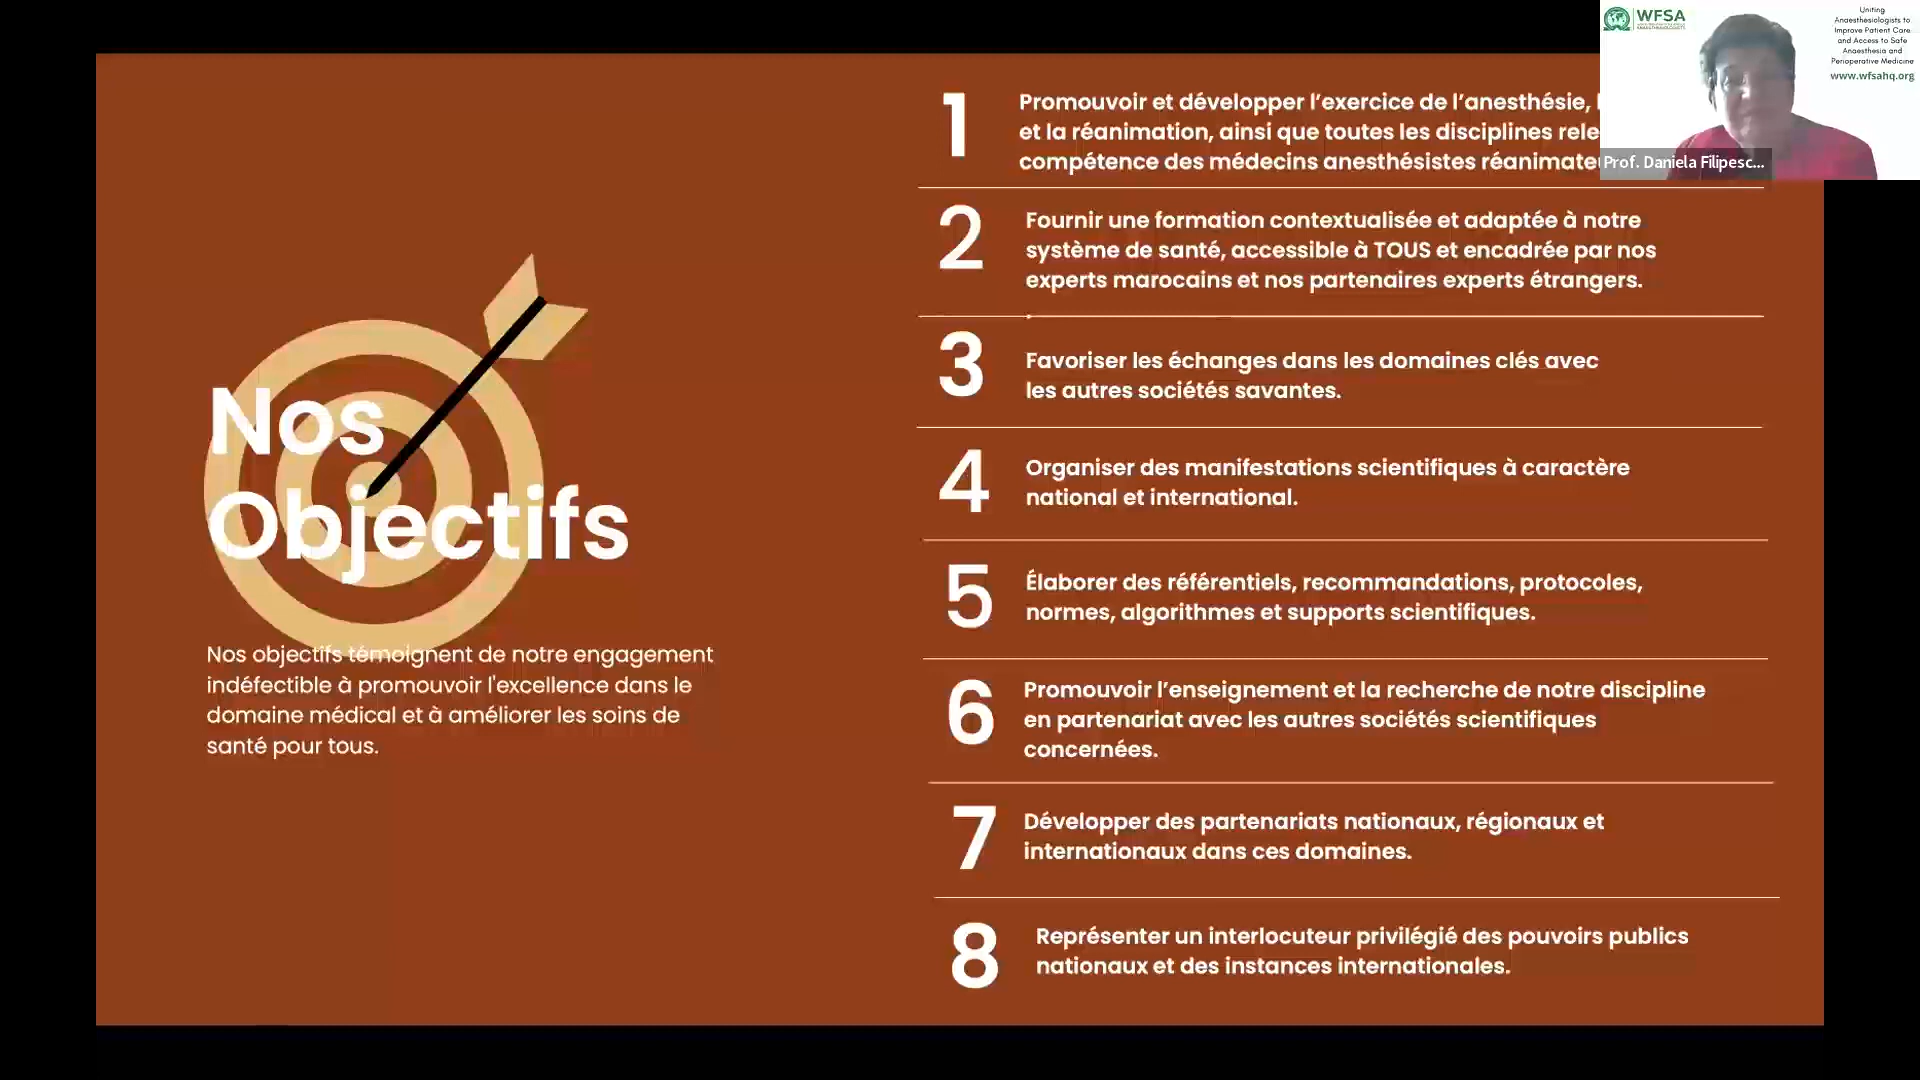 Nos
Objectifs
Nos objectifs témoignent de notre engagement
indéfectible à promouvoir l'excellence dans le
domaine médical et à améliorer les soins de
santé pour tous.
1
Promouvoir et développer l’exercice de l’anesthésie,
et la réanimation, ainsi que toutes les disciplines
compétence des médecins anesthésistes
2
Fournir une formation contextualisée et adaptée à notre
système de santé, accessible à TOUS et encadrée par nos
experts marocains et nos partenaires experts étrangers.
3
Favoriser les échanges dans les domaines clés avec
les autres sociétés savantes.
4
Organiser des manifestations scientifiques à caractère
national et international.
5
Élaborer des référentiels, recommandations, protocoles,
normes, algorithmes et supports scientifiques.
6
Promouvoir l’enseignement et la recherche de notre discipline
en partenariat avec les autres sociétés scientifiques
concernées.
7
Développer des partenariats nationaux, régionaux et
internationaux dans ces domaines.
8
Représenter un interlocuteur privilégié des pouvoirs publics
nationaux et des instances internationales.
WFSA
Uniting
Anaesthesiologists to
Improve Patient Care
and Access to Safe
Anaesthesia and
Perioperative Medicine
www.wfsahq.org
Prof. Daniela Filipesc...